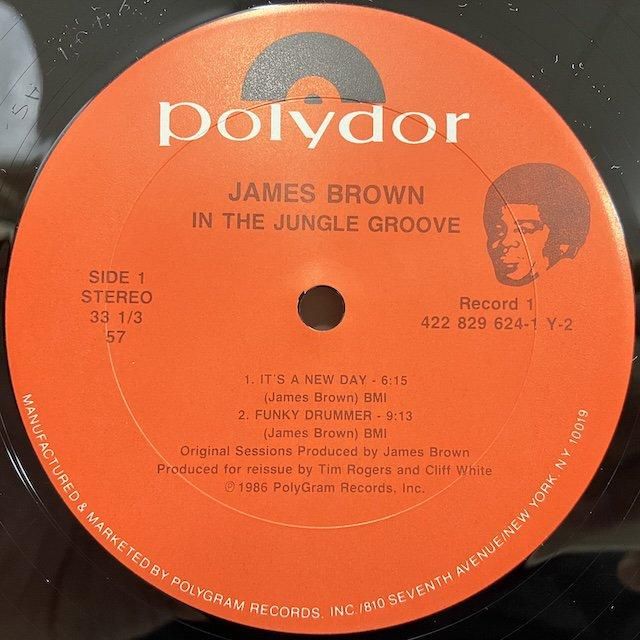 polydor
JAMES BROWN
IN THE JUNGLE GROOVE
SIDE 1
STEREO
33 1/3
57
Record 1
422 829 624-1 Y-2
1. IT'S A NEW DAY - 6:15
(James Brown) BMI
2. FUNKY DRUMMER - 9:13
(James Brown) BMI
Original Sessions Produced by James Brown
Produced for reissue by Tim Rogers and Cliff White
℗ 1986 PolyGram Records, Inc.
MANUFACTURED & MARKETED BY POLYGRAM RECORDS, INC./810 SEVENTH AVENUE/NEW YORK, N.Y. 10019